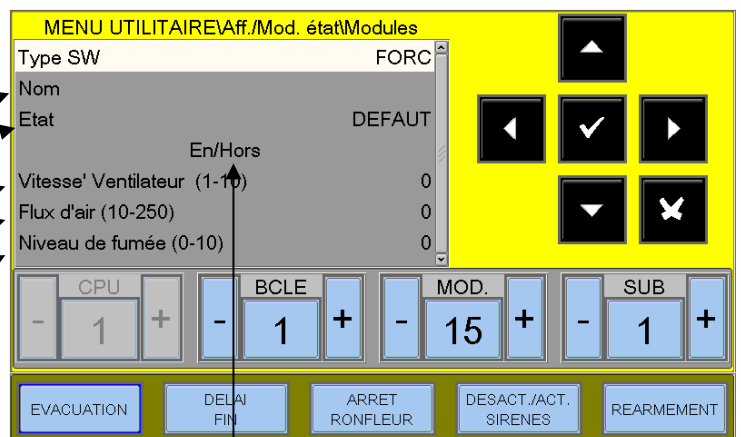 MENU UTILITAIRE\Aff./Mod. état\Modules
Type SW FORC
Nom
Etat DEFAUT
En/Hors
Vitesse' Ventilateur (1-10) 0
Flux d'air (10-250) 0
Niveau de fumée (0-10) 0
CPU BCLE MOD. SUB
- 1 + - 1 + - 15 + - 1 +
EVACUATION DELAI FIN ARRET RONFLEUR DESACT./ACT. SIRENES REARMEMENT